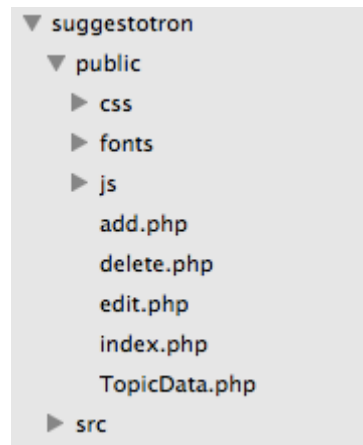 suggestotron
public
css
fonts
js
add.php
delete.php
edit.php
index.php
TopicData.php
src